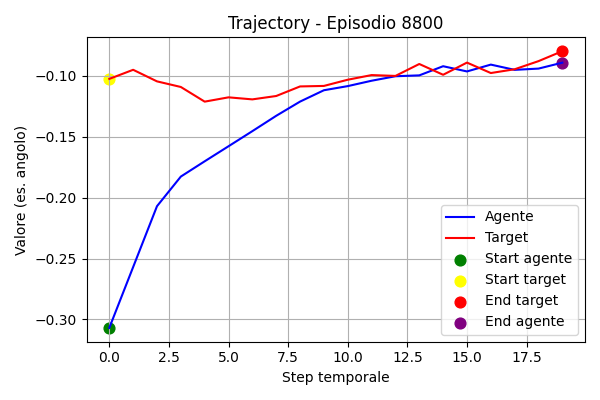 Trajectory - Episodio 8800
Valore (es. angolo)
−0.10
−0.15
−0.20
−0.25
−0.30
0.0 2.5 5.0 7.5 10.0 12.5 15.0 17.5
Step temporale
Agente
Target
Start agente
Start target
End target
End agente